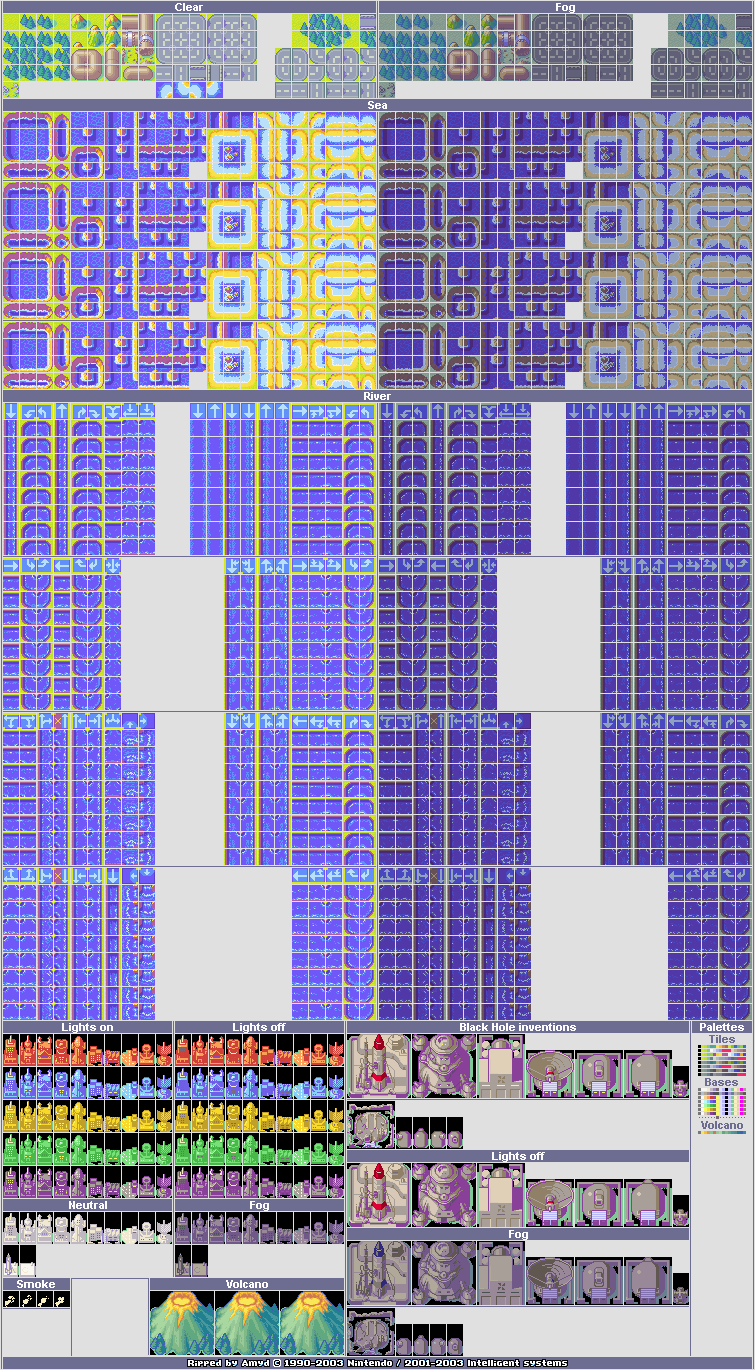 Clear
Fog
Sea
River
Lights on
Lights off
Black Hole inventions
Palettes
Tiles
Bases
Volcano
Lights off
Neutral
Fog
Fog
Smoke
Volcano
Ripped by Amyd © 1990-2003 Nintendo / 2001-2003 Intelligent systems